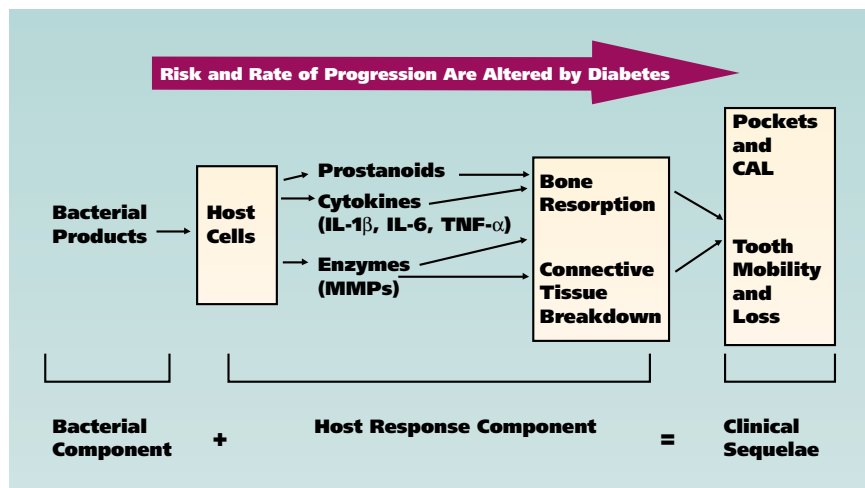 Risk and Rate of Progression Are Altered by Diabetes
Bacterial
Products
Host
Cells
Prostanoids
Cytokines
(IL-1β, IL-6, TNF-α)
Enzymes
(MMPs)
Bone
Resorption
Connective
Tissue
Breakdown
Pockets
and
CAL
Tooth
Mobility
and
Loss
Bacterial
Component
+
Host Response Component
=
Clinical
Sequelae